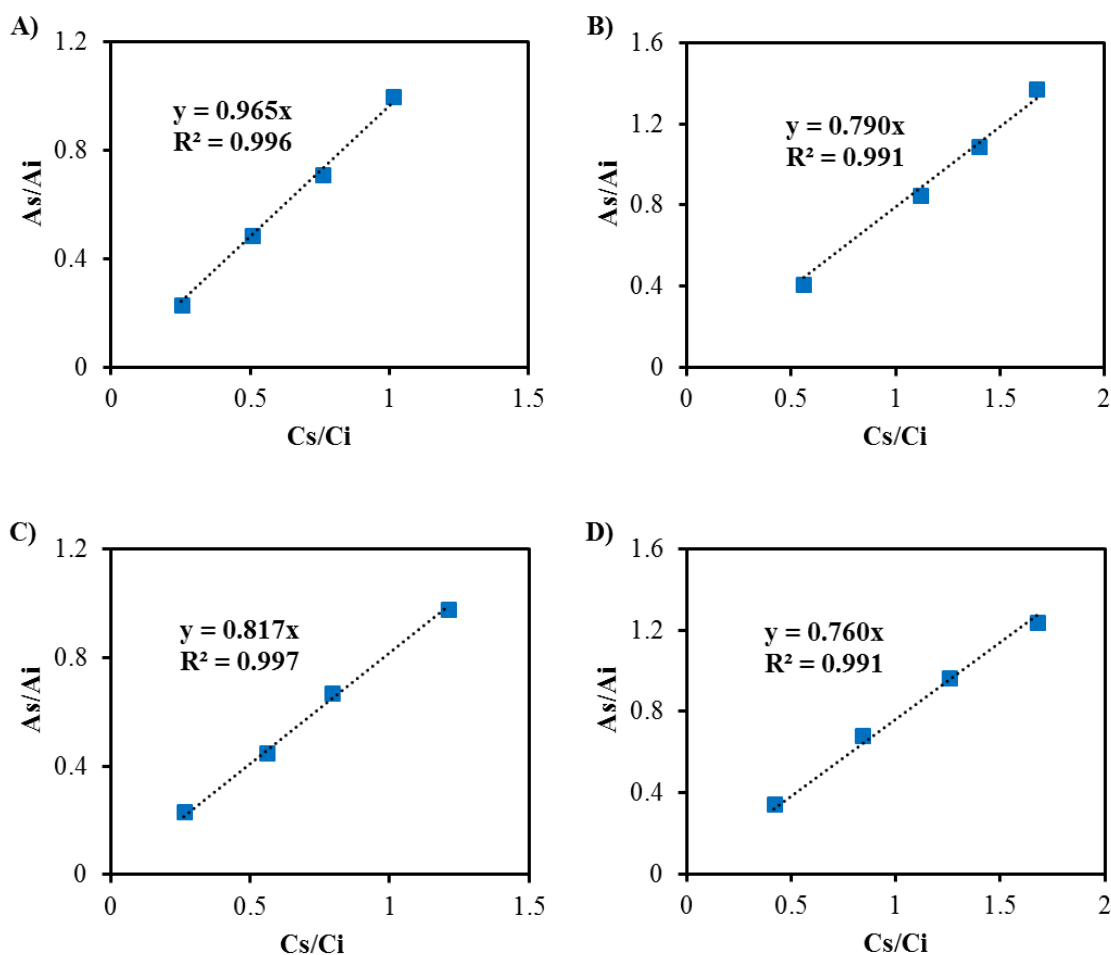 A)
1.2
0.8
0.4
0
y = 0.965x
R² = 0.996
As/Ai
0 0.5 1 1.5
Cs/Ci
B)
1.6
1.2
0.8
0.4
0
y = 0.790x
R² = 0.991
As/Ai
0 0.5 1 1.5 2
Cs/Ci
C)
1.2
0.8
0.4
0
y = 0.817x
R² = 0.997
As/Ai
0 0.5 1 1.5
Cs/Ci
D)
1.6
1.2
0.8
0.4
0
y = 0.760x
R² = 0.991
As/Ai
0 0.5 1 1.5 2
Cs/Ci